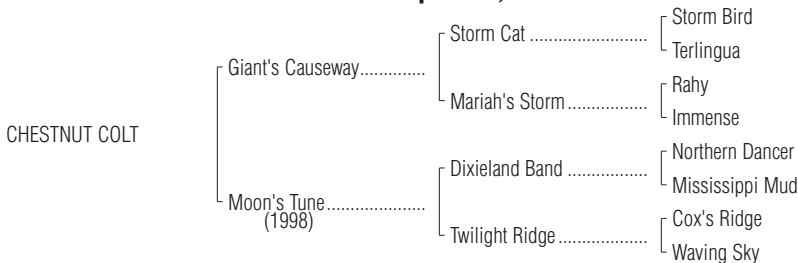 Storm Bird
Storm Cat ........................
Terlingua
Giant's Causeway..............
Rahy
Mariah's Storm .................
Immense
CHESTNUT COLT
Northern Dancer
Dixieland Band .................
Mississippi Mud
Moon's Tune.....................
(1998)
Cox's Ridge
Twilight Ridge...................
Waving Sky